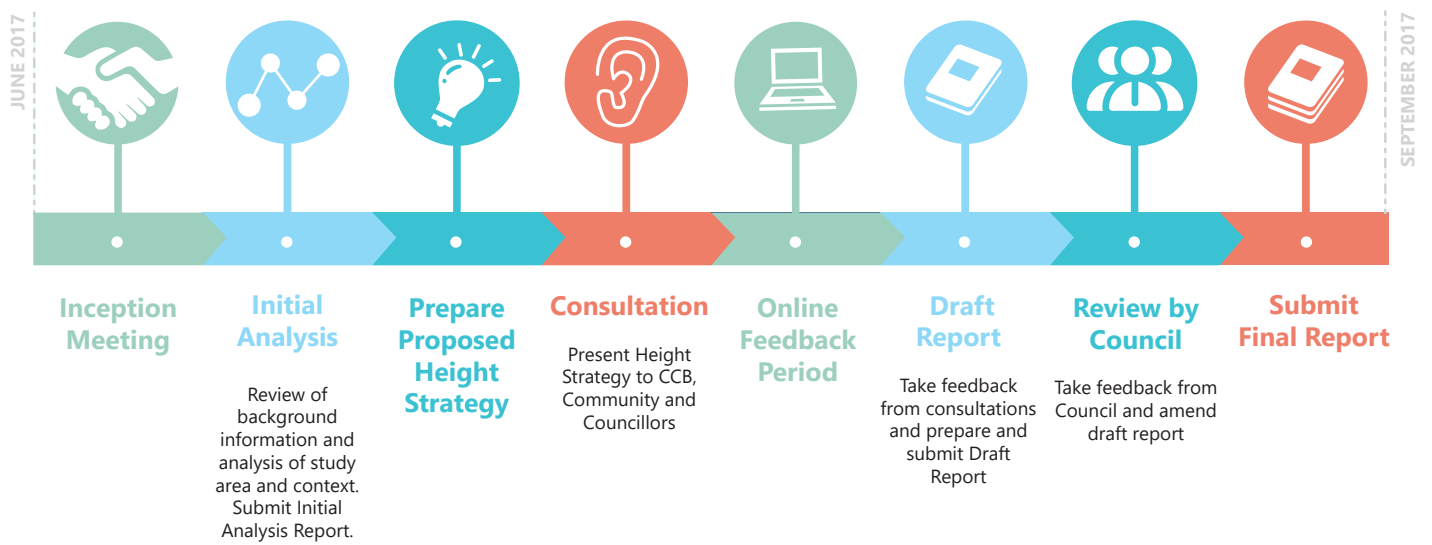 JUNE 2017
SEPTEMBER 2017
Inception
Meeting
Initial
Analysis
Review of
background
information and
analysis of study
area and context.
Submit Initial
Analysis Report.
Prepare
Proposed
Height
Strategy
Consultation
Present Height
Strategy to CCB,
Community and
Councillors
Online
Feedback
Period
Draft
Report
Take feedback
from consultations
and prepare and
submit Draft
Report
Review by
Council
Take feedback from
Council and amend
draft report
Submit
Final Report